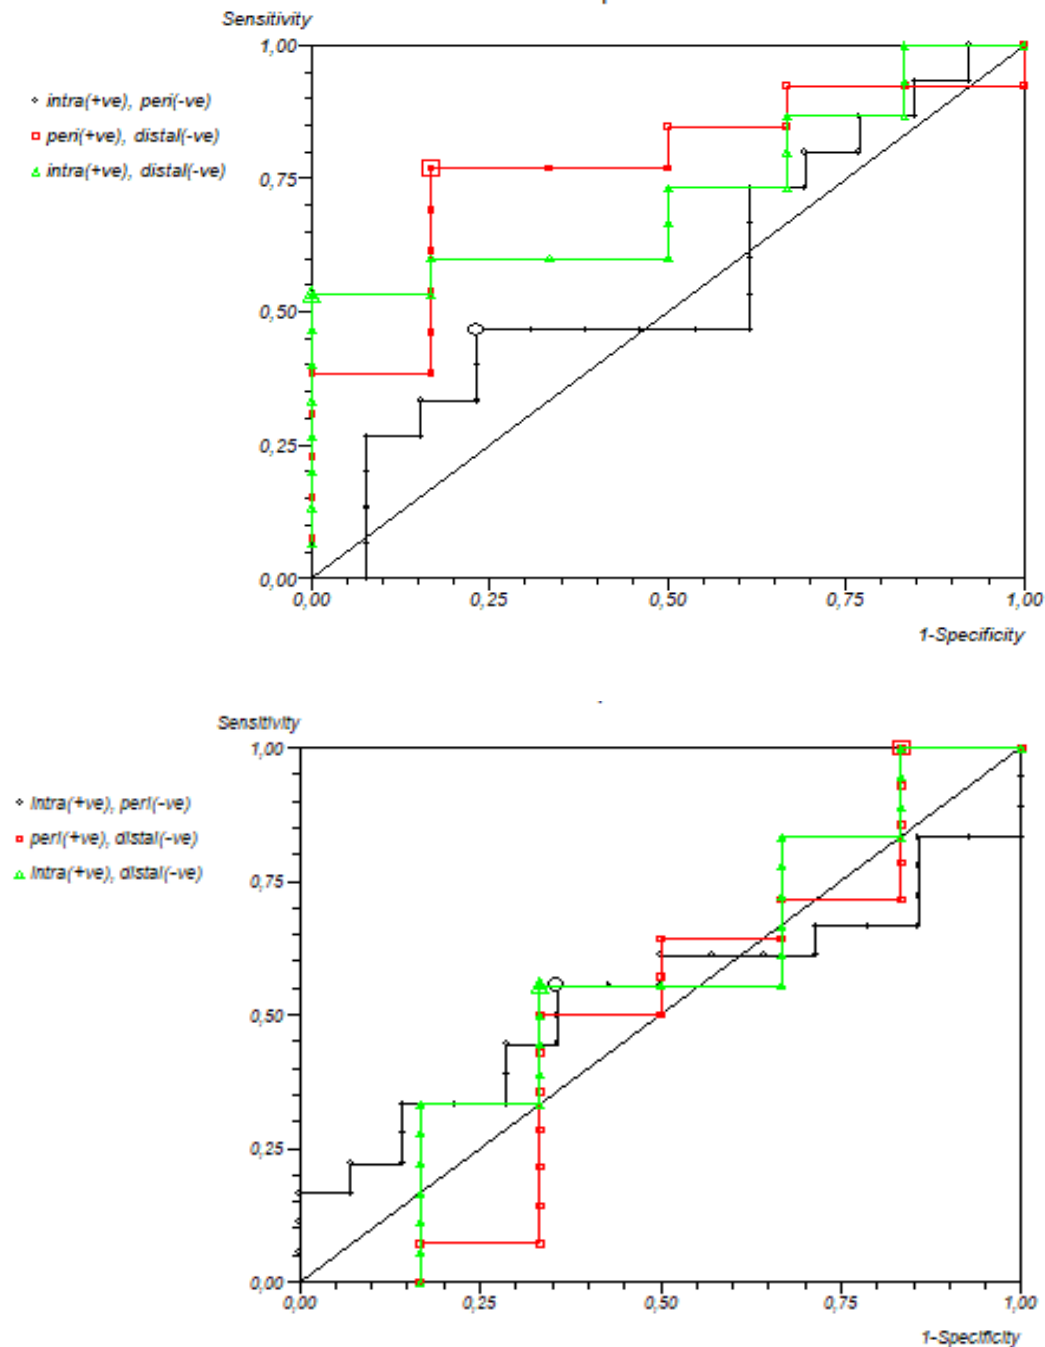 Sensitivity
1,00
intra(+ve), peri(-ve)
peri(+ve), distal(-ve)
intra(+ve), distal(-ve)
0,75
0,50
0,25
0,00
0,00 0,25 0,50 0,75 1,00
1-Specificity
Sensitivity
1,00
intra(+ve), peri(-ve)
peri(+ve), distal(-ve)
intra(+ve), distal(-ve)
0,75
0,50
0,25
0,00
0,00 0,25 0,50 0,75 1,00
1-Specificity